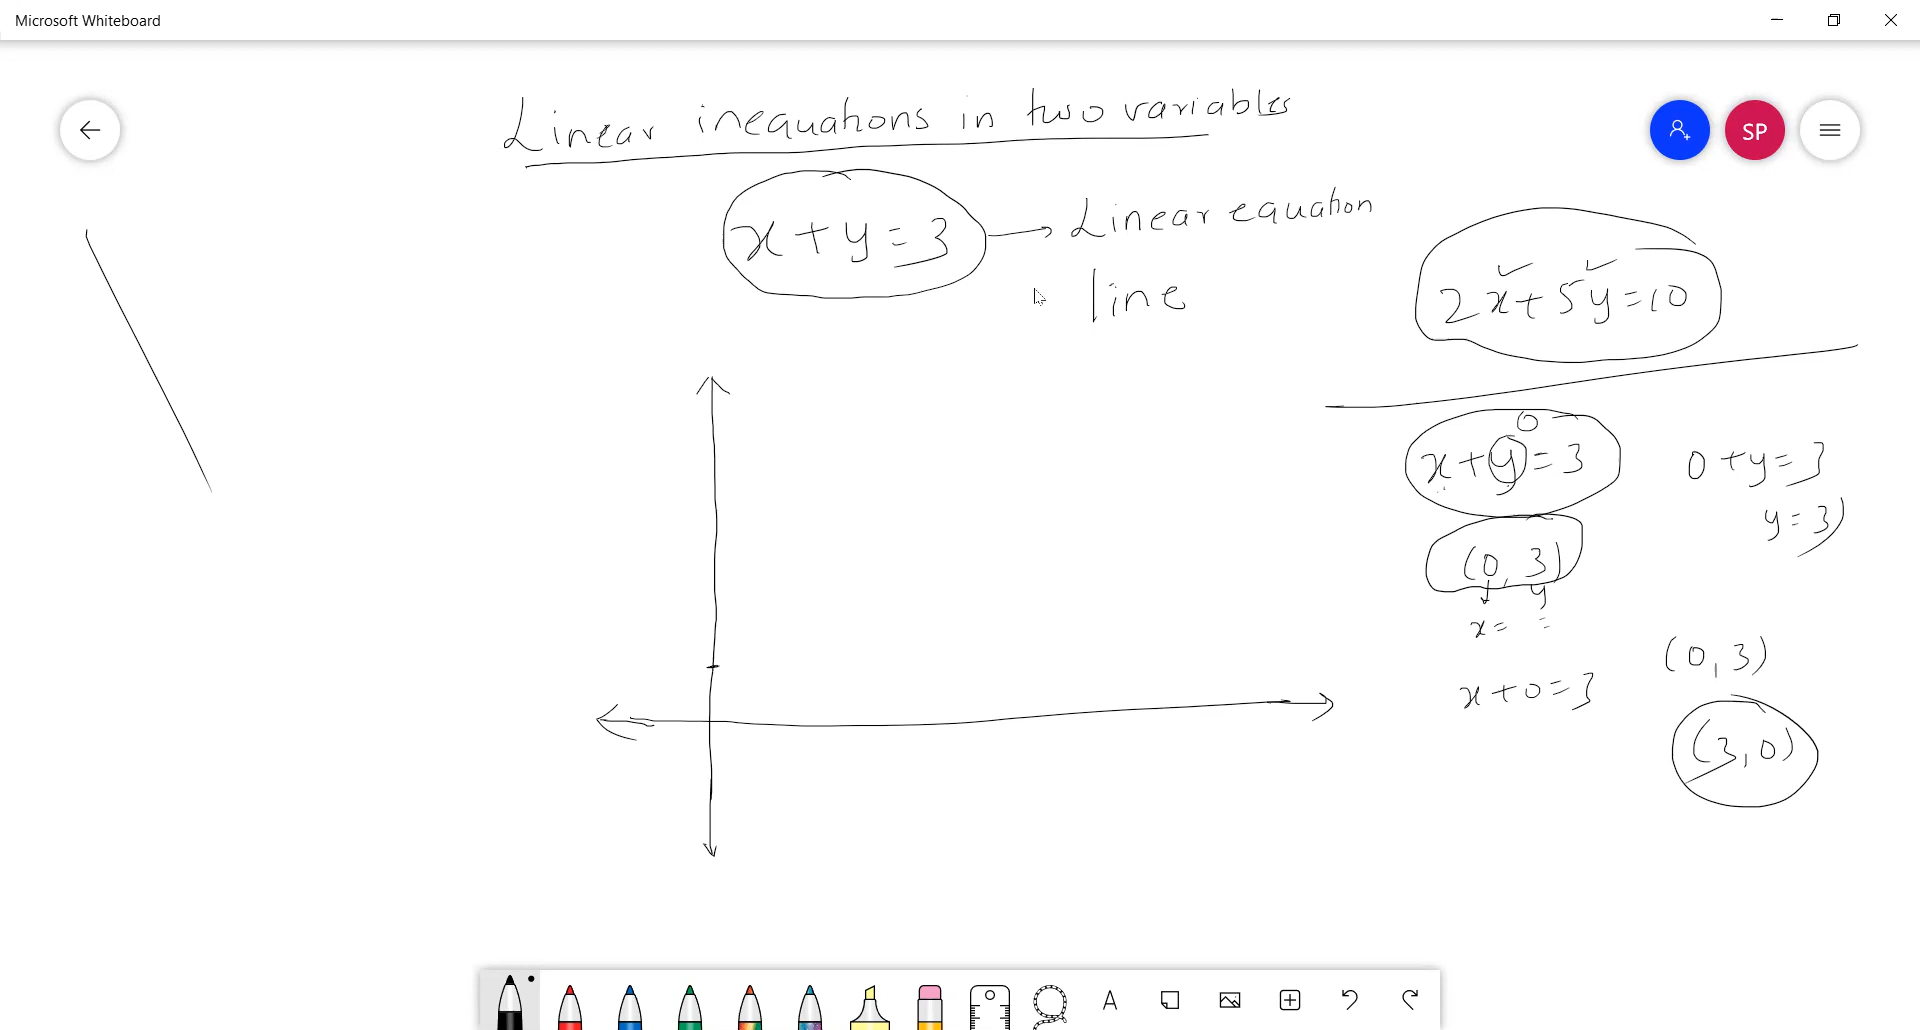 Microsoft Whiteboard
Linear inequations in two variables
SP
x + y = 3 → Linear equation
line
2x + 5y = 10
0
x + y = 3
0 + y = 3
y = 3
(0, 3)
y
x = =
(0, 3)
x + 0 = 3
(3, 0)
A